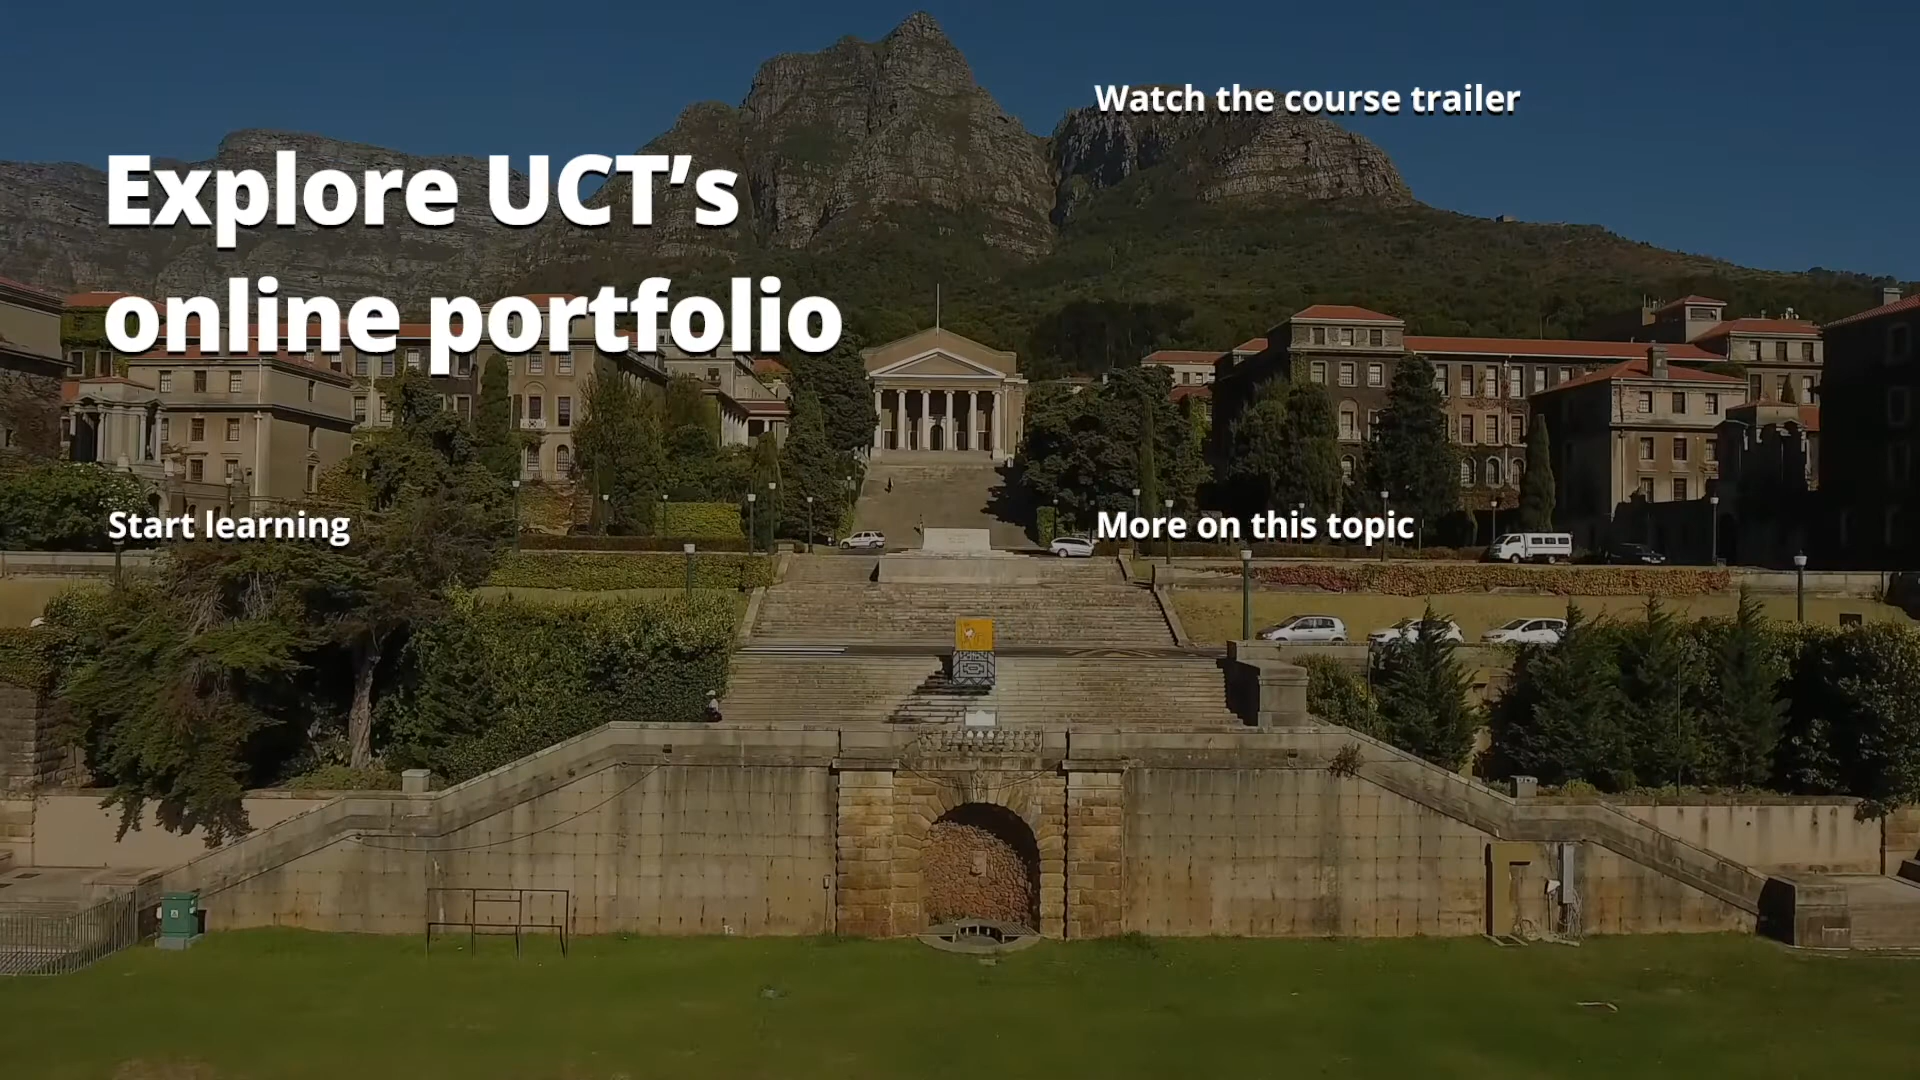 Explore UCT’s
online portfolio
Start learning
Watch the course trailer
More on this topic